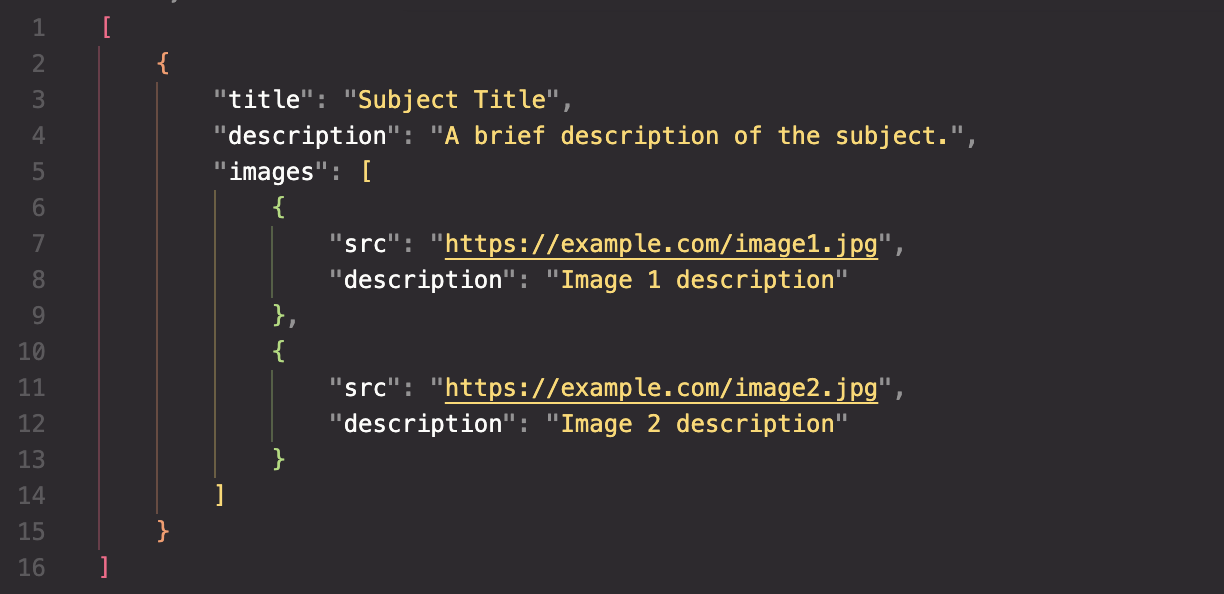 1 [
2 {
3 "title": "Subject Title",
4 "description": "A brief description of the subject.",
5 "images": [
6 {
7 "src": "https://example.com/image1.jpg",
8 "description": "Image 1 description"
9 },
10 {
11 "src": "https://example.com/image2.jpg",
12 "description": "Image 2 description"
13 }
14 ]
15 }
16 ]